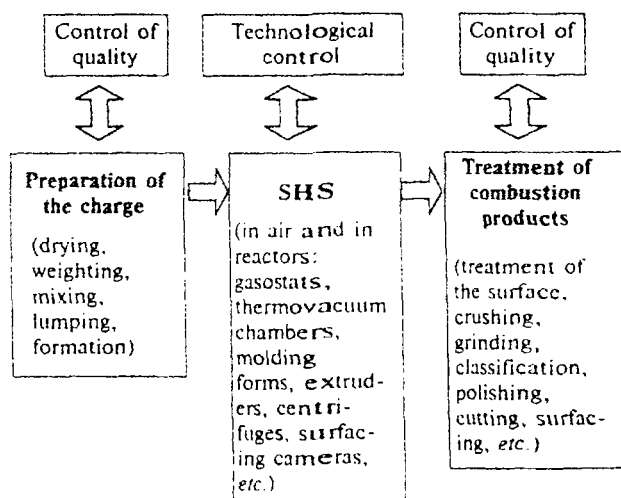 Control of
quality
Technological
control
Control of
quality
Preparation of
the charge
(drying,
weighting,
mixing,
lumping,
formation)
SHS
(in air and in
reactors:
gasostats,
thermovacuum
chambers,
molding
forms, extrud-
ers, centri-
fuges, surfac-
ing cameras,
etc.)
Treatment of
combustion
products
(treatment of
the surface,
crushing,
grinding,
classification,
polishing,
cutting, surfac-
ing, etc.)